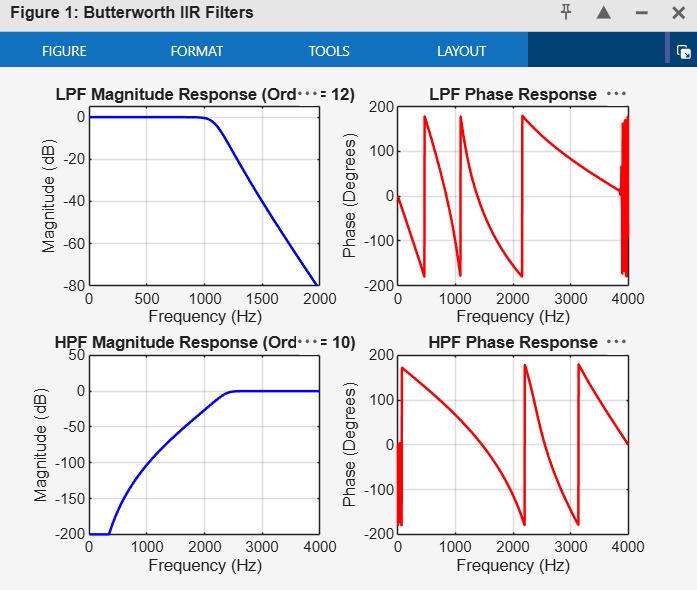 Figure 1: Butterworth IIR Filters
FIGURE FORMAT TOOLS LAYOUT
LPF Magnitude Response (Ord··· = 12)
0
-20
-40
-60
-80
Magnitude (dB)
0 500 1000 1500 2000
Frequency (Hz)
LPF Phase Response ···
200
100
0
-100
-200
Phase (Degrees)
0 1000 2000 3000 4000
Frequency (Hz)
HPF Magnitude Response (Ord··· = 10)
50
0
-50
-100
-150
-200
Magnitude (dB)
0 1000 2000 3000 4000
Frequency (Hz)
HPF Phase Response ···
200
100
0
-100
-200
Phase (Degrees)
0 1000 2000 3000 4000
Frequency (Hz)